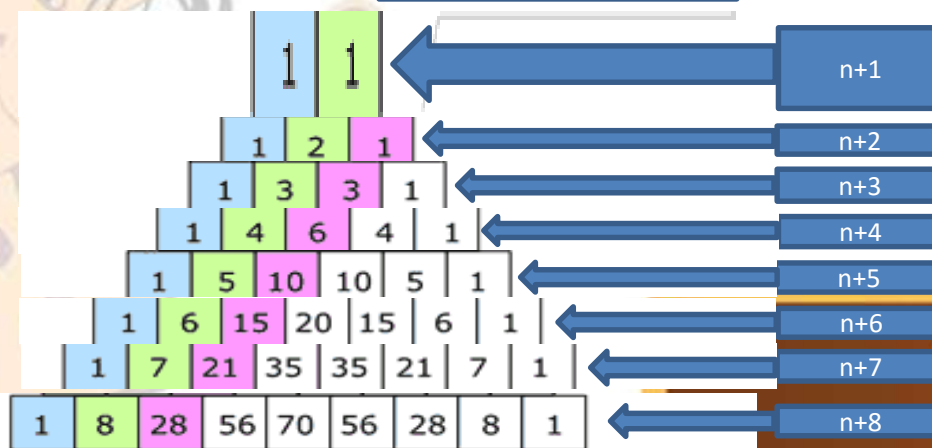 1 1 n+1
1 2 1 n+2
1 3 3 1 n+3
1 4 6 4 1 n+4
1 5 10 10 5 1 n+5
1 6 15 20 15 6 1 n+6
1 7 21 35 35 21 7 1 n+7
1 8 28 56 70 56 28 8 1 n+8